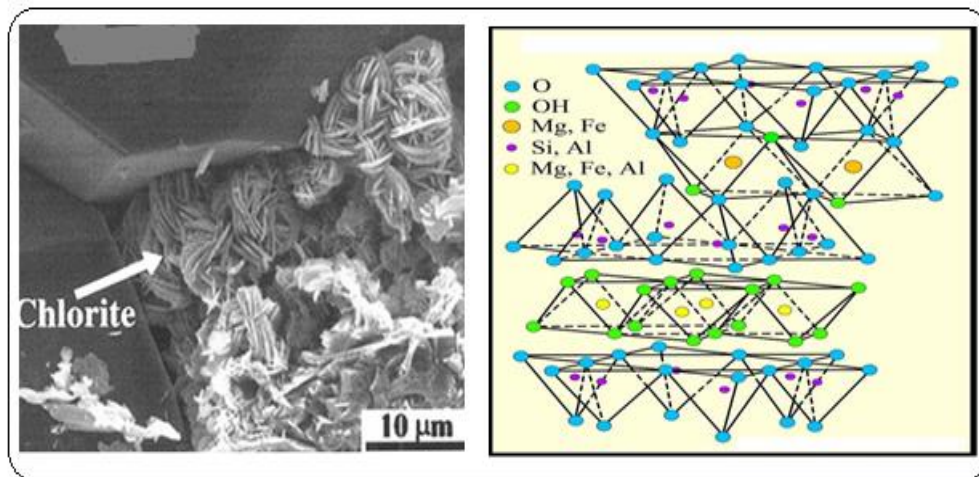 Chlorite
10 µm
O
OH
Mg, Fe
Si, Al
Mg, Fe, Al